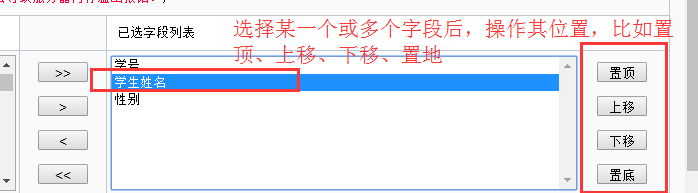 已选字段列表
选择某一个或多个字段后，操作其位置，比如置
顶、上移、下移、置地
>>
学号
置顶
学生姓名
>
性别
上移
<
下移
<<
置底